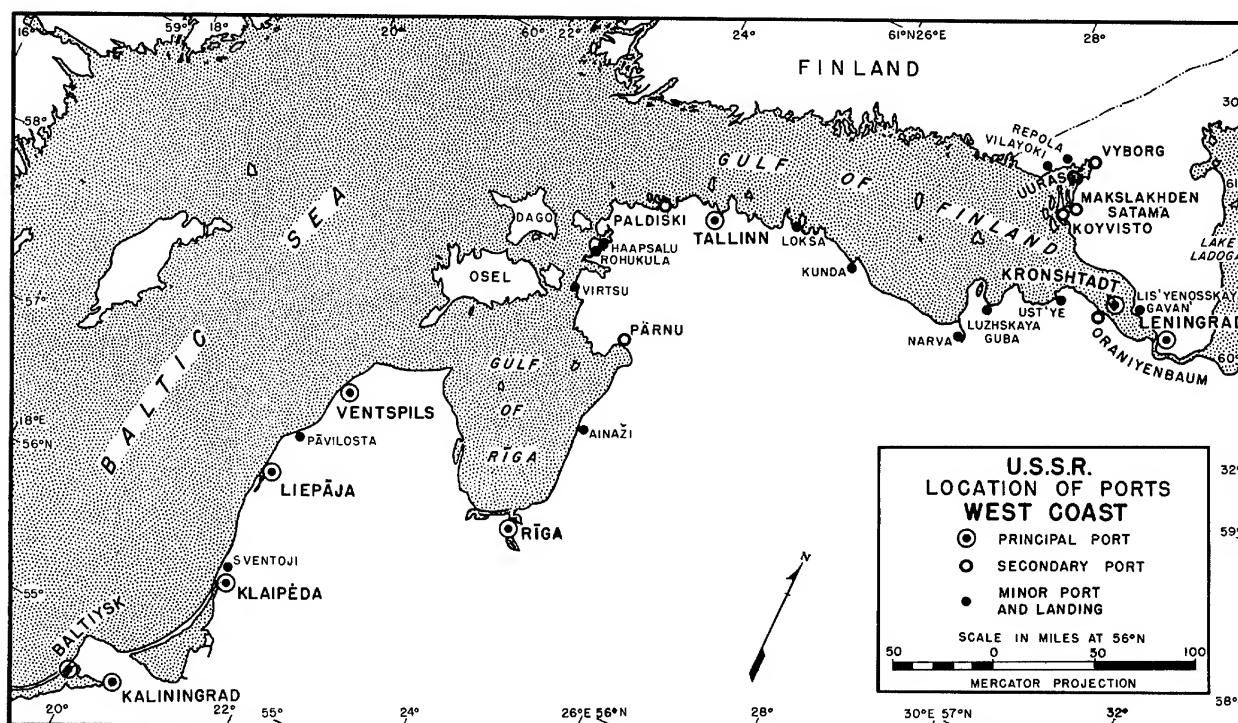 16°
59°
18°
20°
60°
22°
24°
61°N
26°E
28°
FINLAND
58°
30
REPOLA
VILAYOKI
VYBORG
UURAS
61
GULF OF FINLAND
MAKSLAKHDEN
SATAMA
KOYVISTO
BALTIC SEA
DAGO
PALDISKI
TALLINN
LOKSA
HAAPSALU
ROHUKULA
OSEL
VIRTSU
KUNDA
LAKE
LADOGA
KRONSHTADT
LIS'YENOSSKAYA
GAVAN'
LENINGRAD
UST'YE
LUZHSKAYA
GUBA
NARVA
ORANIYENBAUM
60°
57°
PÄRNU
GULF
OF
RĪGA
VENTSPILS
AINAŽI
18°E
56°N
PĀVILOSTA
LIEPĀJA
RĪGA
SVENTOJI
KLAIPĖDA
55°
BALTIYSK
KALININGRAD
N
U.S.S.R.
LOCATION OF PORTS
WEST COAST
PRINCIPAL PORT
SECONDARY PORT
MINOR PORT
AND LANDING
SCALE IN MILES AT 56°N
50 0 50 100
MERCATOR PROJECTION
32°
59°
58°
20°
22°
55°
24°
26°E
56°N
28°
30°E
57°N
32°